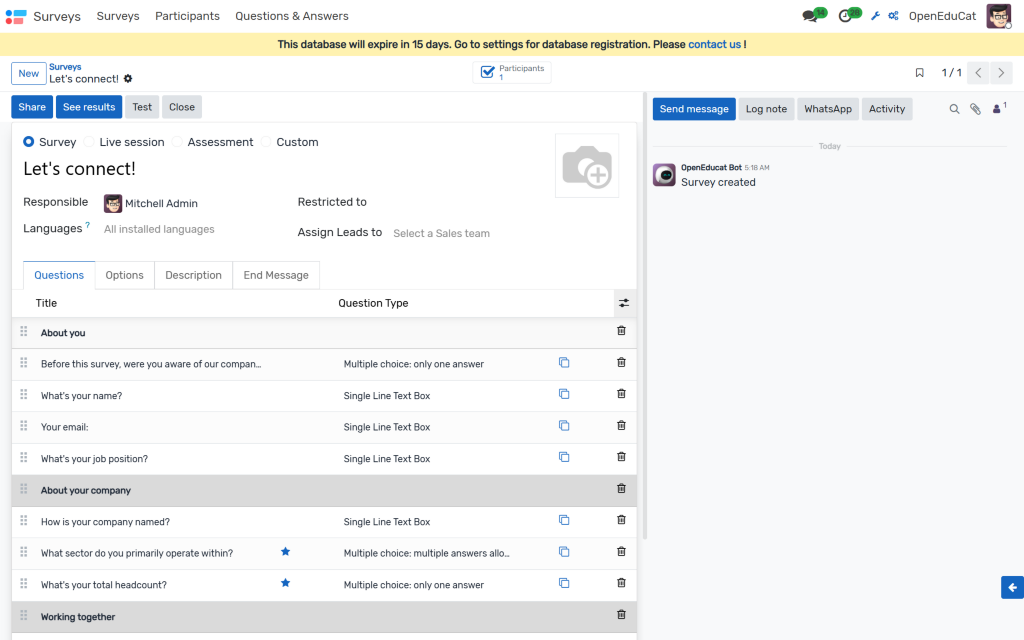 Surveys Surveys Participants Questions & Answers 14 28 OpenEduCat
This database will expire in 15 days. Go to settings for database registration. Please contact us !
New Surveys
Let's connect!
Participants
1
1 / 1
Share See results Test Close
Send message Log note WhatsApp Activity 1
Survey Live session Assessment Custom
Let's connect!
Responsible Mitchell Admin Restricted to
Languages ? All installed languages
Assign Leads to Select a Sales team
Today
OpenEducat Bot 5:18 AM
Survey created
Questions Options Description End Message
Title Question Type
About you
Before this survey, were you aware of our compan... Multiple choice: only one answer
What's your name? Single Line Text Box
Your email: Single Line Text Box
What's your job position? Single Line Text Box
About your company
How is your company named? Single Line Text Box
What sector do you primarily operate within? Multiple choice: multiple answers allo...
What's your total headcount? Multiple choice: only one answer
Working together